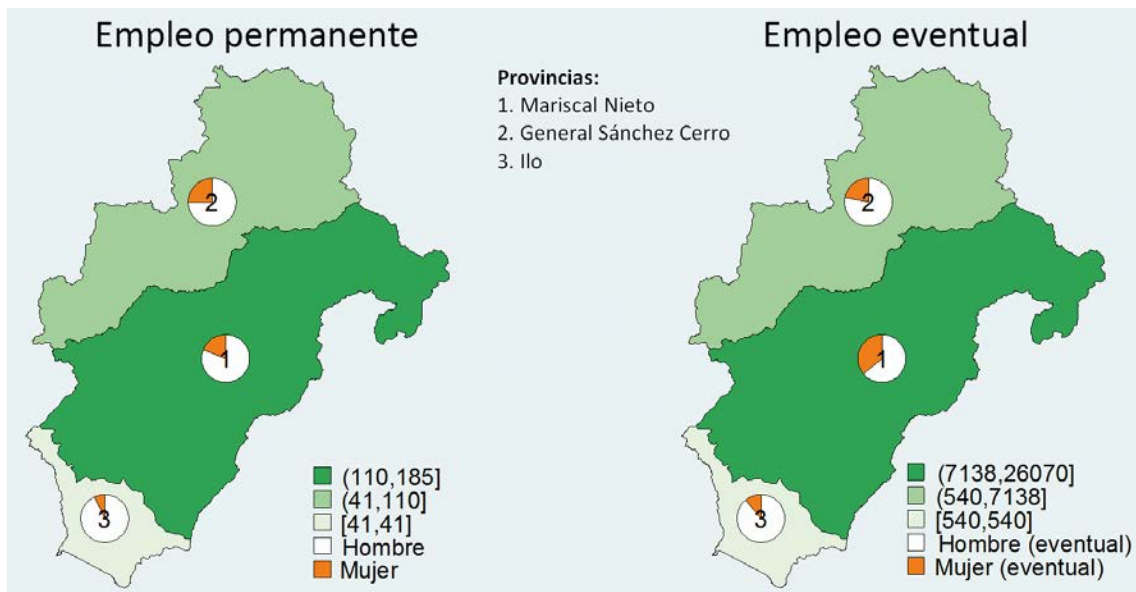 Empleo permanente
Empleo eventual
Provincias:
1. Mariscal Nieto
2. General Sánchez Cerro
3. Ilo
2
1
3
(110,185]
(41,110]
[41,41]
Hombre
Mujer
2
1
3
(7138,26070]
(540,7138]
[540,540]
Hombre (eventual)
Mujer (eventual)